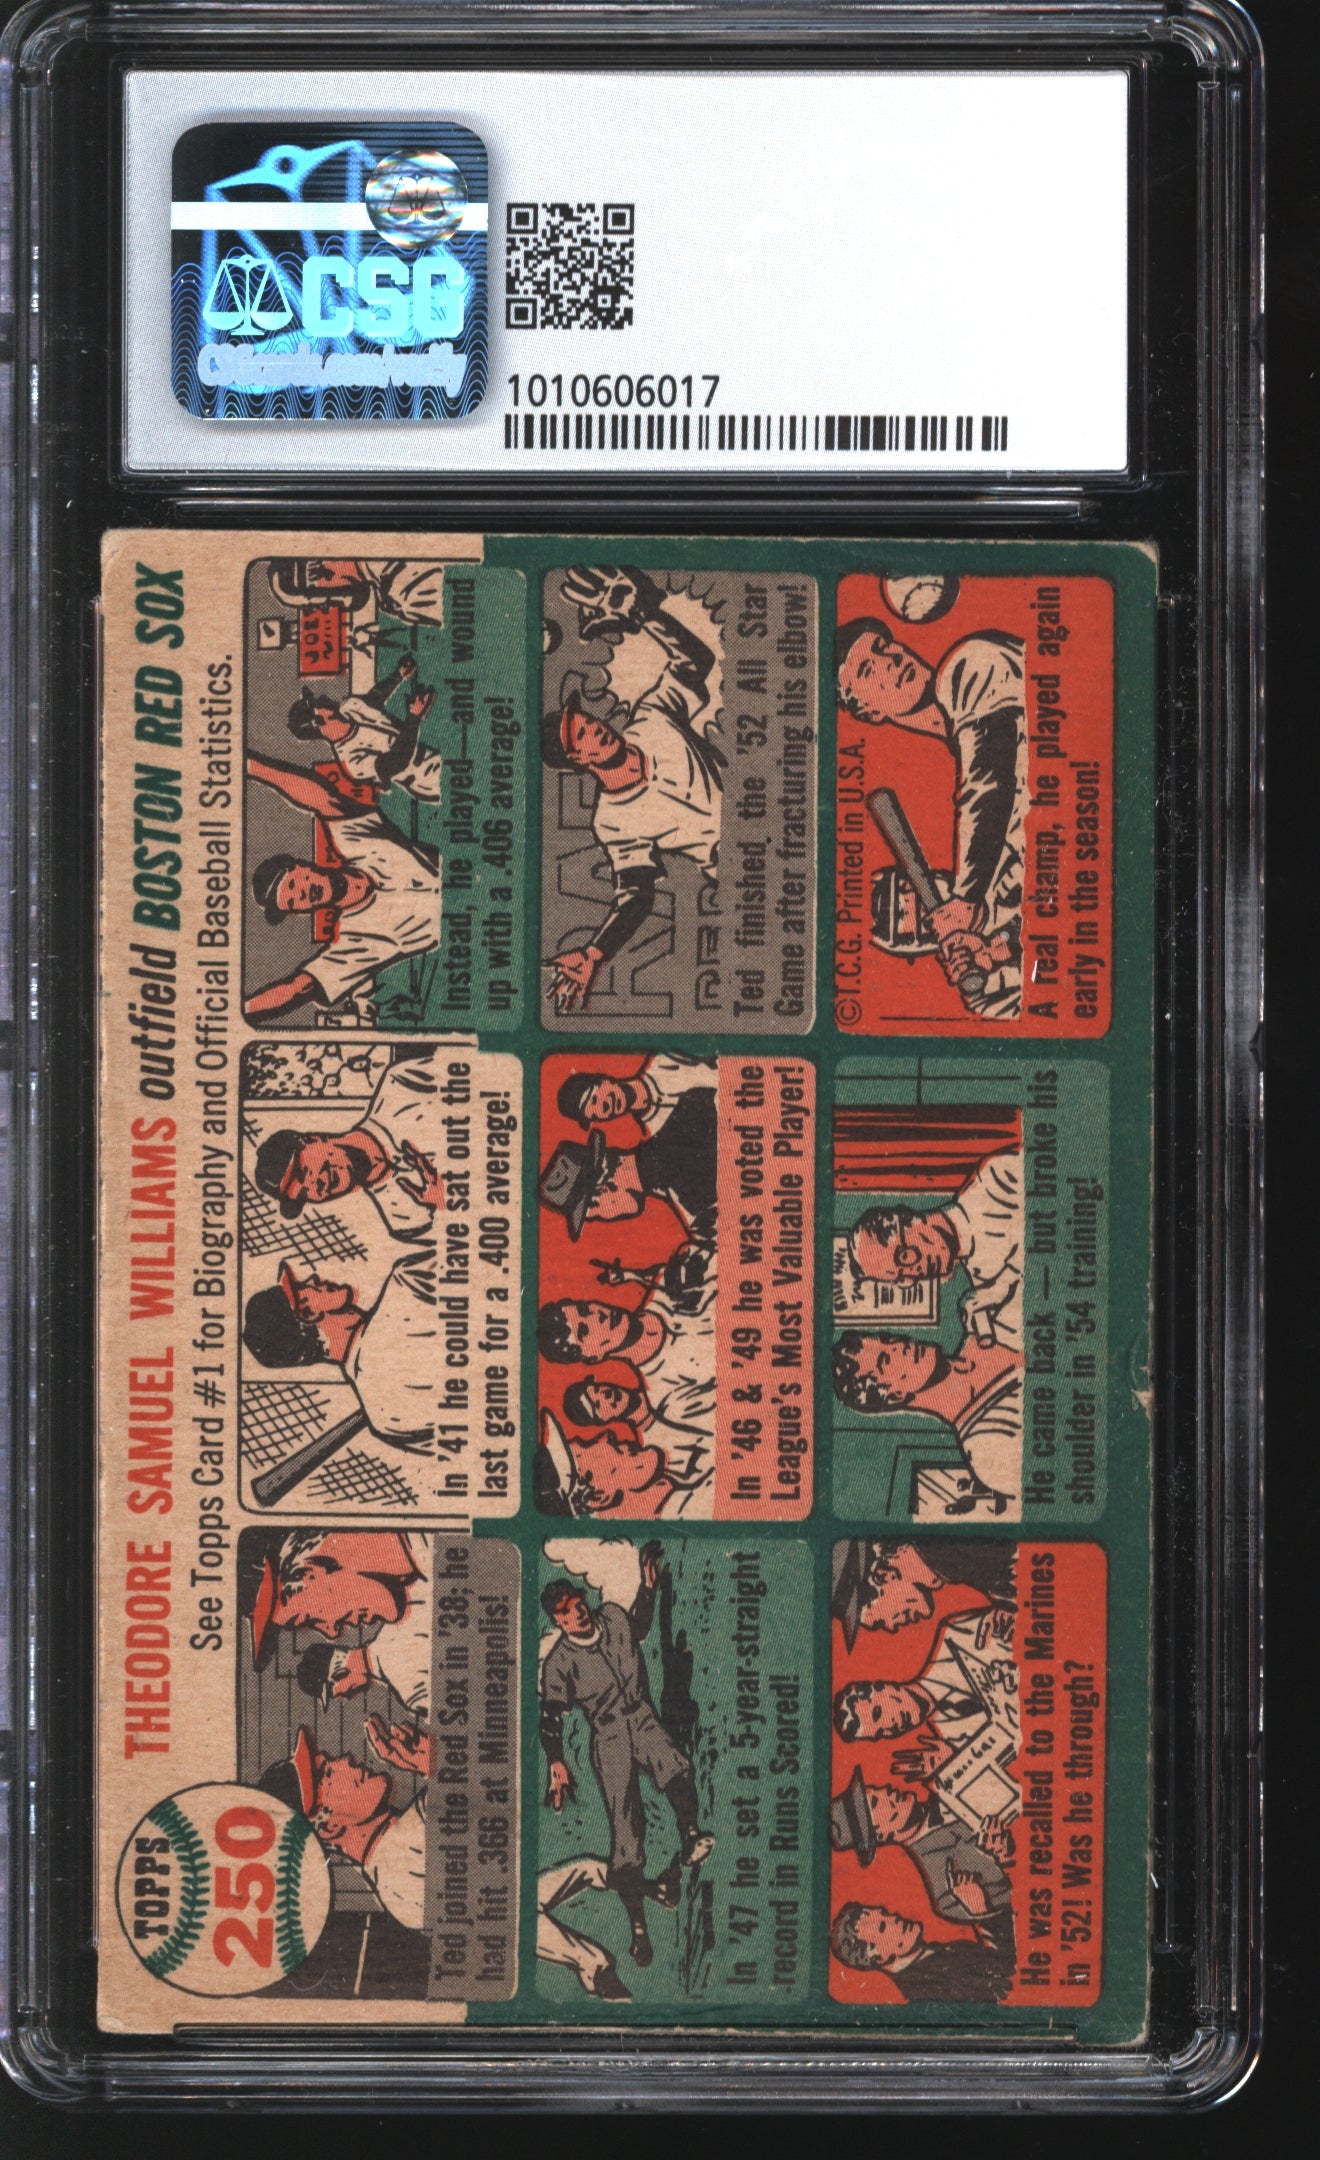 CSG
CSGcards.com/verify
1010606017
TOPPS
250
THEODORE SAMUEL WILLIAMS outfield BOSTON RED SOX
See Topps Card #1 for Biography and Official Baseball Statistics.
Ted joined the Red Sox in '38; he
had hit .366 at Minneapolis!
In '41 he could have sat out the
last game for a .400 average!
JOE
Instead, he played—and wound
up with a .406 average!
In '47 he set a 5-year-straight
record in Runs Scored!
In '46 & '49 he was voted the
League's Most Valuable Player!
Ted finished the '52 All Star
Game after fracturing his elbow!
He was recalled to the Marines
in '52! Was he through?
He came back — but broke his
shoulder in '54 training!
©T.C.G. Printed in U.S.A.
A real champ, he played again
early in the season!